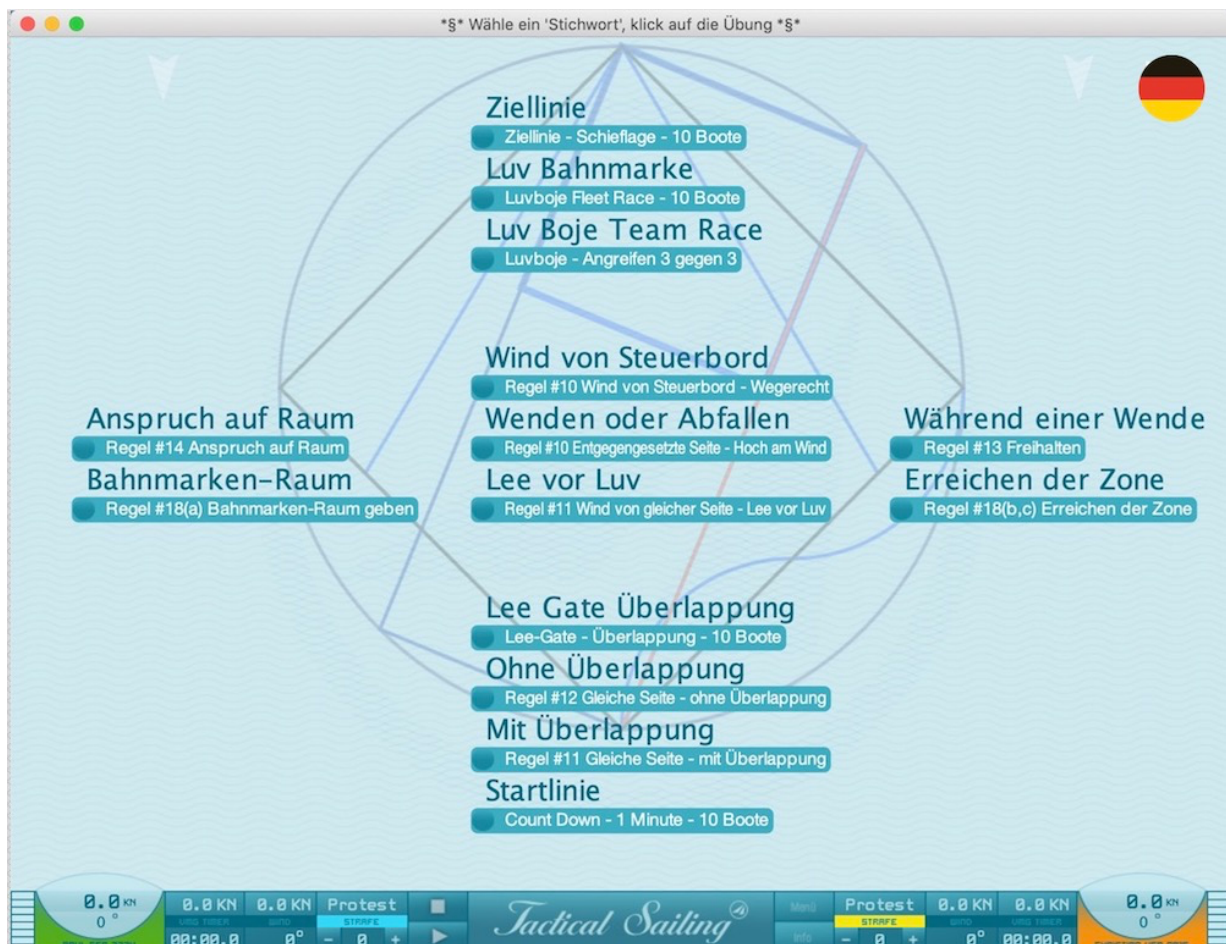 *§* Wähle ein 'Stichwort', klick auf die Übung *§*
Ziellinie
Ziellinie - Schieflage - 10 Boote
Luv Bahnmarke
Luvboje Fleet Race - 10 Boote
Luv Boje Team Race
Luvboje - Angreifen 3 gegen 3
Wind von Steuerbord
Regel #10 Wind von Steuerbord - Wegerecht
Anspruch auf Raum
Regel #14 Anspruch auf Raum
Wenden oder Abfallen
Regel #10 Entgegengesetzte Seite - Hoch am Wind
Während einer Wende
Regel #13 Freihalten
Bahnmarken-Raum
Regel #18(a) Bahnmarken-Raum geben
Lee vor Luv
Regel #11 Wind von gleicher Seite - Lee vor Luv
Erreichen der Zone
Regel #18(b,c) Erreichen der Zone
Lee Gate Überlappung
Lee-Gate - Überlappung - 10 Boote
Ohne Überlappung
Regel #12 Gleiche Seite - ohne Überlappung
Mit Überlappung
Regel #11 Gleiche Seite - mit Überlappung
Startlinie
Count Down - 1 Minute - 10 Boote
0.0 KN
0°
0.0 KN
VMG TIMER
00:00.0
0.0 KN
WIND
0°
Protest
STRAFE
- 0 +
Tactical Sailing
Menü
Info
Protest
STRAFE
- 0 +
0.0 KN
WIND
0°
0.0 KN
VMG TIMER
00:00.0
0.0 KN
0°